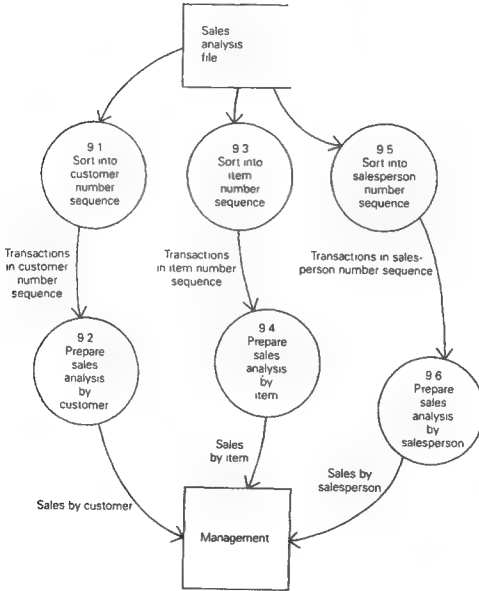 Sales
analysis
file
9 1
Sort into
customer
number
sequence
9 3
Sort into
item
number
sequence
9 5
Sort into
salesperson
number
sequence
Transactions
in customer
number
sequence
Transactions
in item number
sequence
Transactions in sales-
person number sequence
9 2
Prepare
sales
analysis
by
customer
9 4
Prepare
sales
analysis
by
item
9 6
Prepare
sales
analysis
by
salesperson
Sales
by item
Sales by
salesperson
Sales by customer
Management